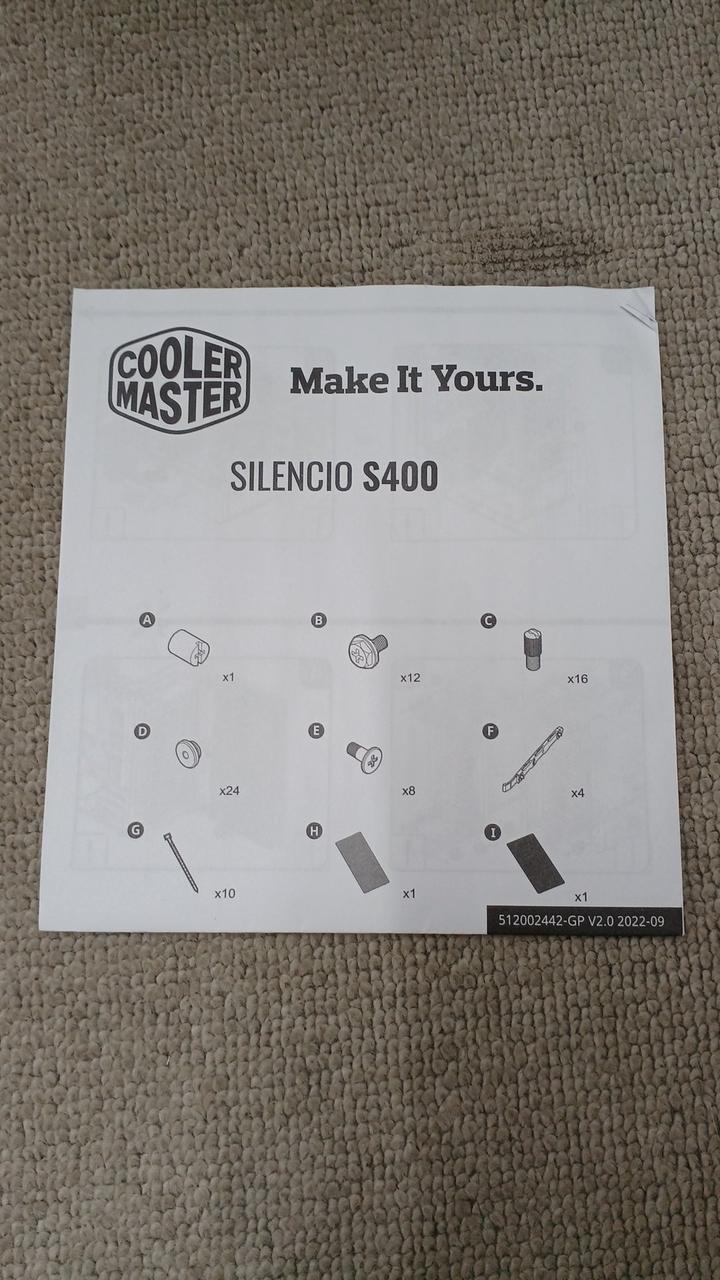 COOLER
MASTER
Make It Yours.
SILENCIO S400
A
x1
B
x12
C
x16
D
x24
E
x8
F
x4
G
x10
H
x1
I
x1
512002442-GP V2.0 2022-09